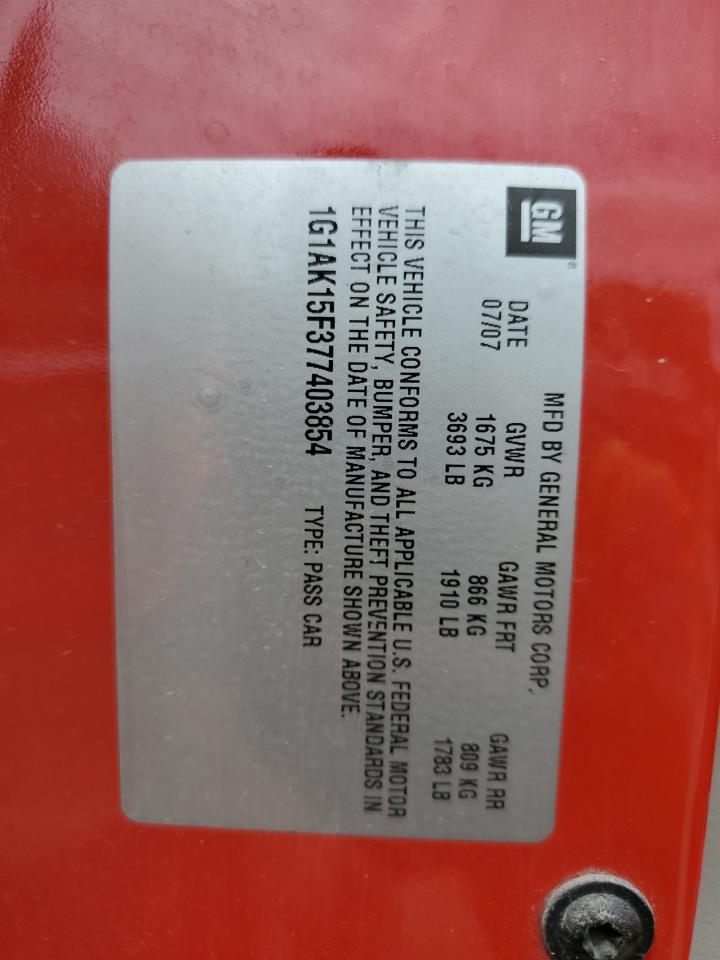 GM®
MFD BY GENERAL MOTORS CORP.
DATE GVWR GAWR FRT GAWR RR
07/07 1675 KG 866 KG 809 KG
3693 LB 1910 LB 1783 LB
THIS VEHICLE CONFORMS TO ALL APPLICABLE U.S. FEDERAL MOTOR
VEHICLE SAFETY, BUMPER, AND THEFT PREVENTION STANDARDS IN
EFFECT ON THE DATE OF MANUFACTURE SHOWN ABOVE.
1G1AK15F377403854 TYPE: PASS CAR